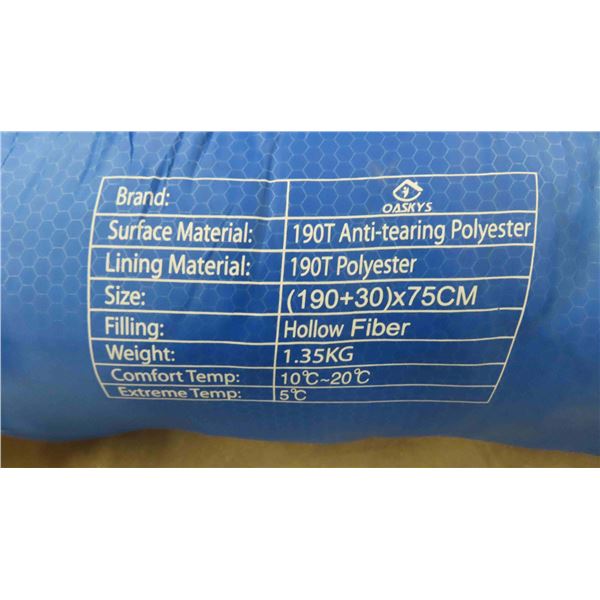 Brand: OASKYS
Surface Material: 190T Anti-tearing Polyester
Lining Material: 190T Polyester
Size: (190+30)x75CM
Filling: Hollow Fiber
Weight: 1.35KG
Comfort Temp: 10℃~20℃
Extreme Temp: 5℃